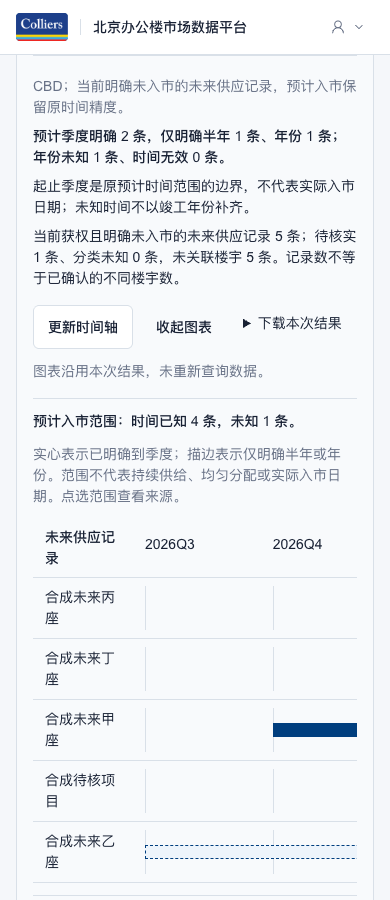 Colliers
北京办公楼市场数据平台
CBD；当前明确未入市的未来供应记录，预计入市保
留原时间精度。
预计季度明确 2 条，仅明确半年 1 条、年份 1 条；
年份未知 1 条、时间无效 0 条。
起止季度是原预计时间范围的边界，不代表实际入市
日期；未知时间不以竣工年份补齐。
当前获权且明确未入市的未来供应记录 5 条；待核实
1 条、分类未知 0 条，未关联楼宇 5 条。记录数不等
于已确认的不同楼宇数。
更新时间轴
收起图表
▶ 下载本次结果
图表沿用本次结果，未重新查询数据。
预计入市范围：时间已知 4 条，未知 1 条。
实心表示已明确到季度；描边表示仅明确半年或年
份。范围不代表持续供给、均匀分配或实际入市日
期。点选范围查看来源。
未来供应记
录
2026Q3
2026Q4
合成未来丙
座
合成未来丁
座
合成未来甲
座
合成待核项
目
合成未来乙
座